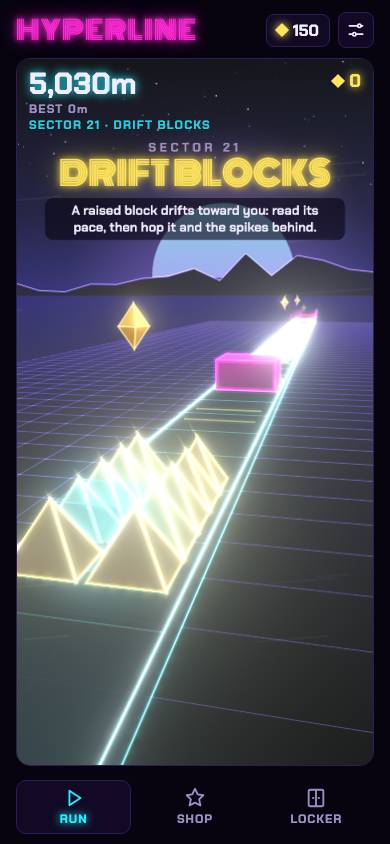 HYPERLINE
150
5,030m
0
BEST 0m
SECTOR 21 · DRIFT BLOCKS
SECTOR 21
DRIFT BLOCKS
A raised block drifts toward you: read its
pace, then hop it and the spikes behind.
RUN
SHOP
LOCKER